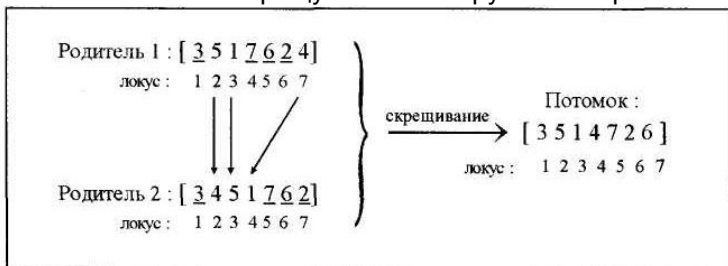 Родитель 1 : [ 3 5 1 7 6 2 4]
локус : 1 2 3 4 5 6 7
скрещивание
Потомок :
[ 3 5 1 4 7 2 6 ]
локус : 1 2 3 4 5 6 7
Родитель 2 : [ 3 4 5 1 7 6 2]
локус : 1 2 3 4 5 6 7